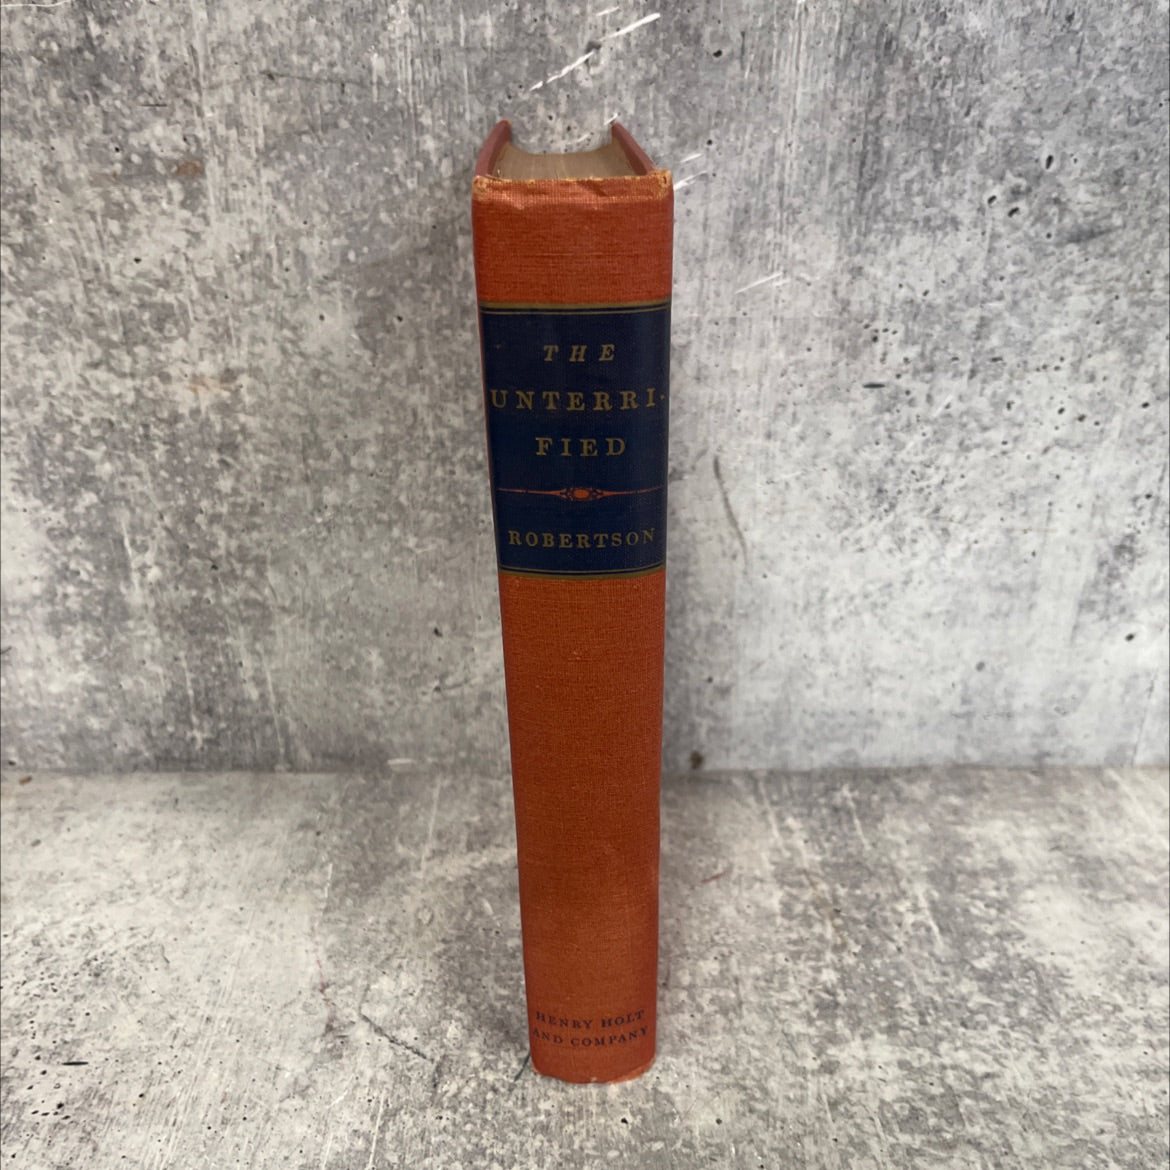 THE
UNTERRI-
FIED
ROBERTSON
HENRY HOLT
AND COMPANY